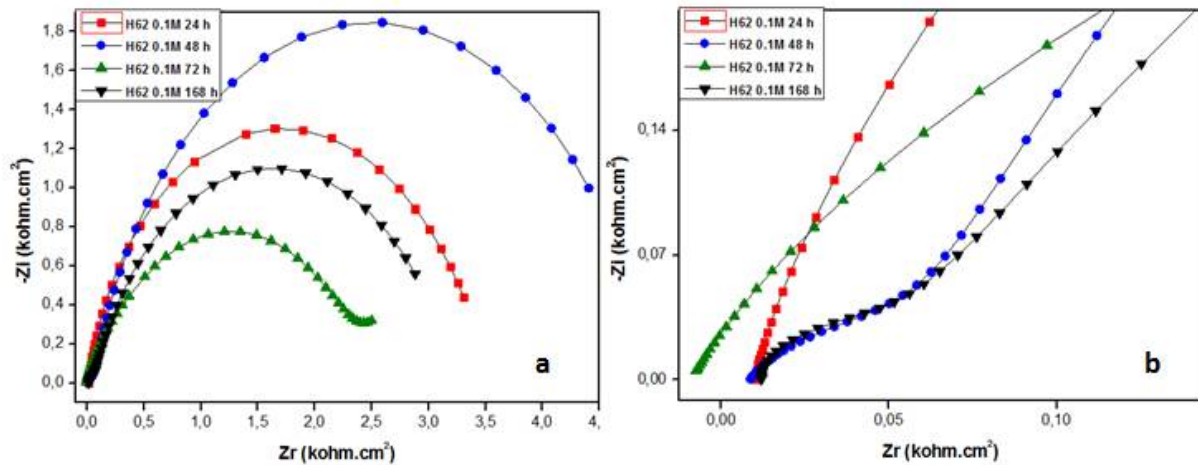 H62 0.1M 24 h
H62 0.1M 48 h
H62 0.1M 72 h
H62 0.1M 168 h
1,8
1,6
1,4
1,2
1,0
0,8
0,6
0,4
0,2
0,0
-Zi (kohm.cm²)
0,0 0,5 1,0 1,5 2,0 2,5 3,0 3,5 4,0 4,
Zr (kohm.cm²)
a
H62 0.1M 24 h
H62 0.1M 48 h
H62 0.1M 72 h
H62 0.1M 168 h
0,14
0,07
0,00
-Zi (kohm.cm²)
0,00 0,05 0,10
Zr (kohm.cm²)
b